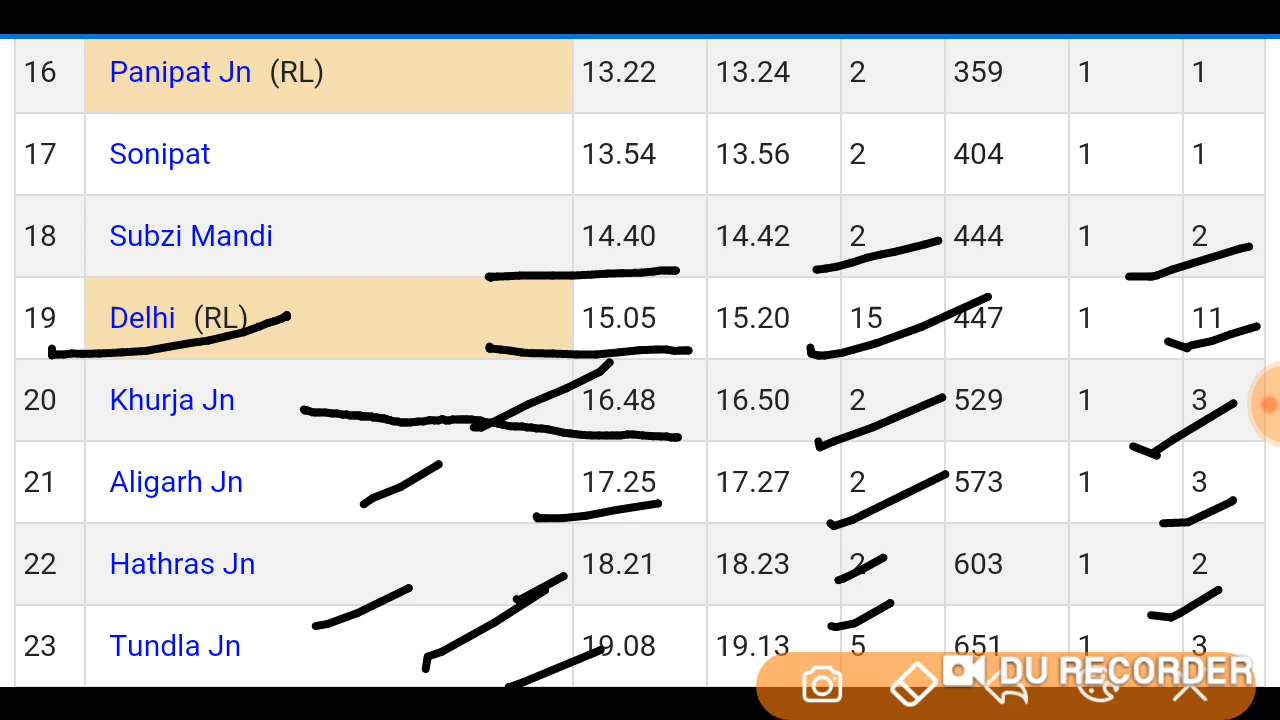 16 Panipat Jn (RL) 13.22 13.24 2 359 1 1
17 Sonipat 13.54 13.56 2 404 1 1
18 Subzi Mandi 14.40 14.42 2 444 1 2
19 Delhi (RL) 15.05 15.20 15 447 1 11
20 Khurja Jn 16.48 16.50 2 529 1 3
21 Aligarh Jn 17.25 17.27 2 573 1 3
22 Hathras Jn 18.21 18.23 2 603 1 2
23 Tundla Jn 19.08 19.13 5 651 1 3
DU RECORDER